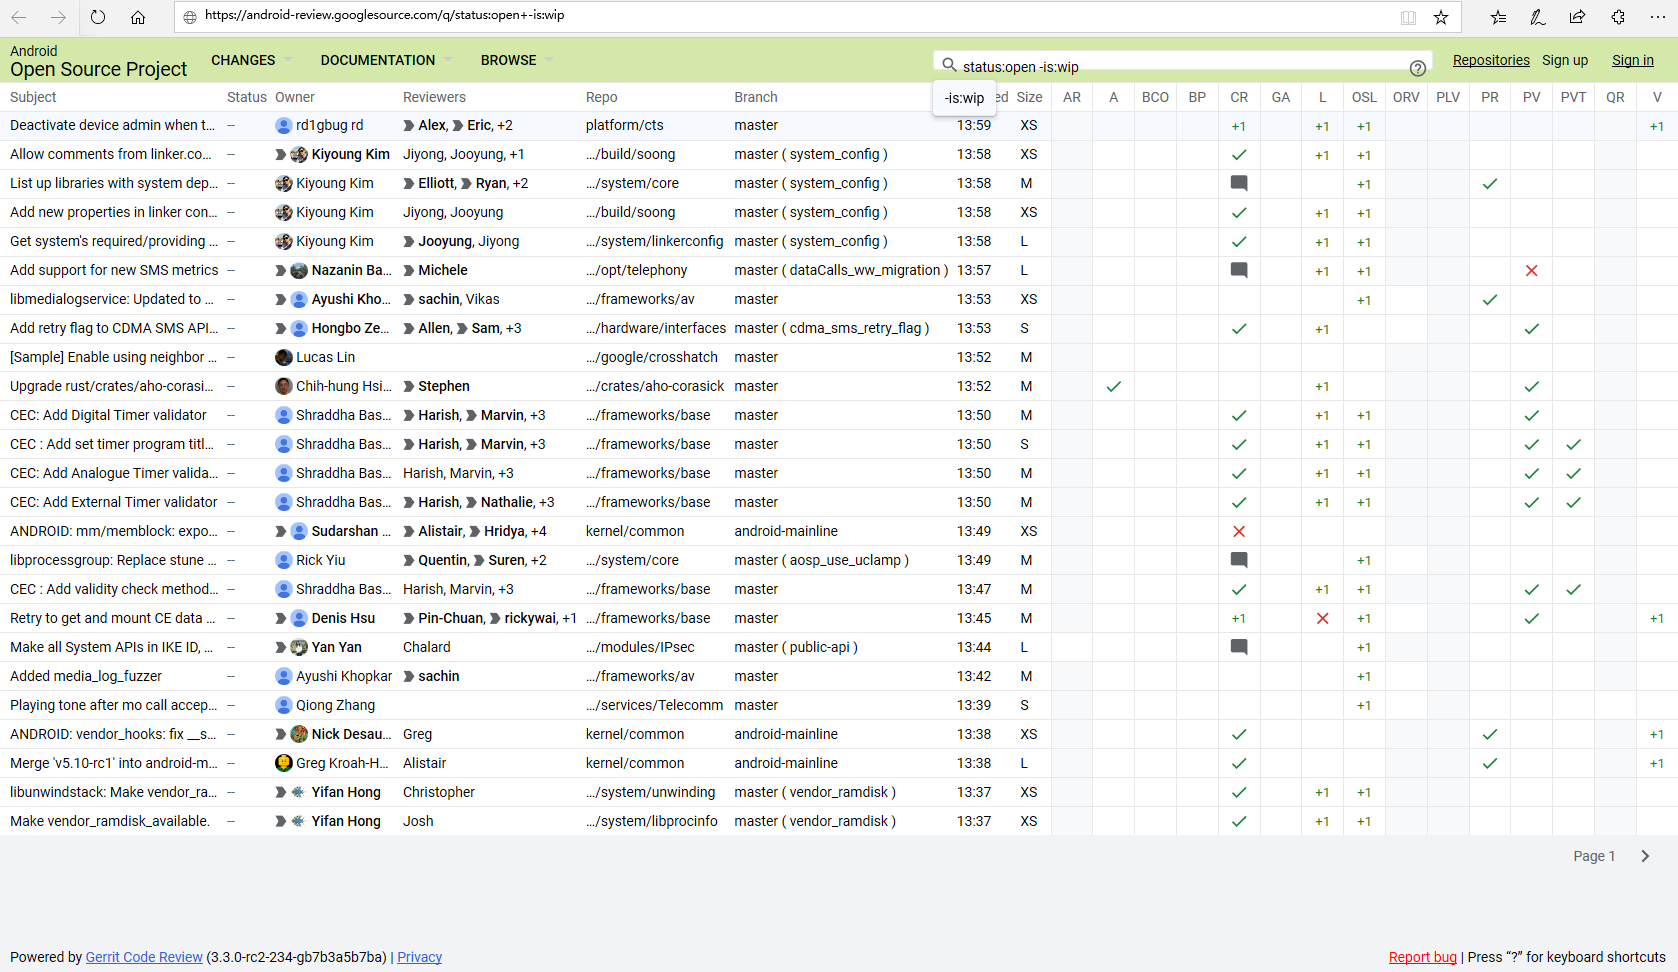 https://android-review.googlesource.com/q/status:open+-is:wip
Android
Open Source Project CHANGES DOCUMENTATION BROWSE status:open -is:wip Repositories Sign up Sign in
-is:wip
Subject Status Owner Reviewers Repo Branch ed Size AR A BCO BP CR GA L OSL ORV PLV PR PV PVT QR V
Deactivate device admin when t... -- rd1gbug rd Alex, Eric, +2 platform/cts master 13:59 XS +1 +1 +1 +1
Allow comments from linker.co... -- Kiyoung Kim Jiyong, Jooyung, +1 .../build/soong master ( system_config ) 13:58 XS +1 +1
List up libraries with system dep... -- Kiyoung Kim Elliott, Ryan, +2 .../system/core master ( system_config ) 13:58 M +1
Add new properties in linker con... -- Kiyoung Kim Jiyong, Jooyung .../build/soong master ( system_config ) 13:58 XS +1 +1
Get system's required/providing ... -- Kiyoung Kim Jooyung, Jiyong .../system/linkerconfig master ( system_config ) 13:58 L +1 +1
Add support for new SMS metrics -- Nazanin Ba... Michele .../opt/telephony master ( dataCalls_ww_migration ) 13:57 L +1 +1
libmedialogservice: Updated to ... -- Ayushi Kho... sachin, Vikas .../frameworks/av master 13:53 XS +1
Add retry flag to CDMA SMS API... -- Hongbo Ze... Allen, Sam, +3 .../hardware/interfaces master ( cdma_sms_retry_flag ) 13:53 S +1
[Sample] Enable using neighbor ... -- Lucas Lin .../google/crosshatch master 13:52 M
Upgrade rust/crates/aho-corasi... -- Chih-hung Hsi... Stephen .../crates/aho-corasick master 13:52 M +1
CEC: Add Digital Timer validator -- Shraddha Bas... Harish, Marvin, +3 .../frameworks/base master 13:50 M +1 +1
CEC : Add set timer program titl... -- Shraddha Bas... Harish, Marvin, +3 .../frameworks/base master 13:50 S +1 +1
CEC: Add Analogue Timer valida... -- Shraddha Bas... Harish, Marvin, +3 .../frameworks/base master 13:50 M +1 +1
CEC: Add External Timer validator -- Shraddha Bas... Harish, Nathalie, +3 .../frameworks/base master 13:50 M +1 +1
ANDROID: mm/memblock: expo... -- Sudarshan ... Alistair, Hridya, +4 kernel/common android-mainline 13:49 XS
libprocessgroup: Replace stune ... -- Rick Yiu Quentin, Suren, +2 .../system/core master ( aosp_use_uclamp ) 13:49 M +1
CEC : Add validity check method... -- Shraddha Bas... Harish, Marvin, +3 .../frameworks/base master 13:47 M +1 +1
Retry to get and mount CE data ... -- Denis Hsu Pin-Chuan, rickywai, +1 .../frameworks/base master 13:45 M +1 +1 +1
Make all System APIs in IKE ID, ... -- Yan Yan Chalard .../modules/IPsec master ( public-api ) 13:44 L +1
Added media_log_fuzzer -- Ayushi Khopkar sachin .../frameworks/av master 13:42 M +1
Playing tone after mo call accep... -- Qiong Zhang .../services/Telecomm master 13:39 S +1
ANDROID: vendor_hooks: fix __s... -- Nick Desau... Greg kernel/common android-mainline 13:38 XS +1
Merge 'v5.10-rc1' into android-m... -- Greg Kroah-H... Alistair kernel/common android-mainline 13:38 L +1
libunwindstack: Make vendor_ra... -- Yifan Hong Christopher .../system/unwinding master ( vendor_ramdisk ) 13:37 XS +1 +1
Make vendor_ramdisk_available. -- Yifan Hong Josh .../system/libprocinfo master ( vendor_ramdisk ) 13:37 XS +1 +1
Page 1
Powered by Gerrit Code Review (3.3.0-rc2-234-gb7b3a5b7ba) | Privacy Report bug | Press “?” for keyboard shortcuts